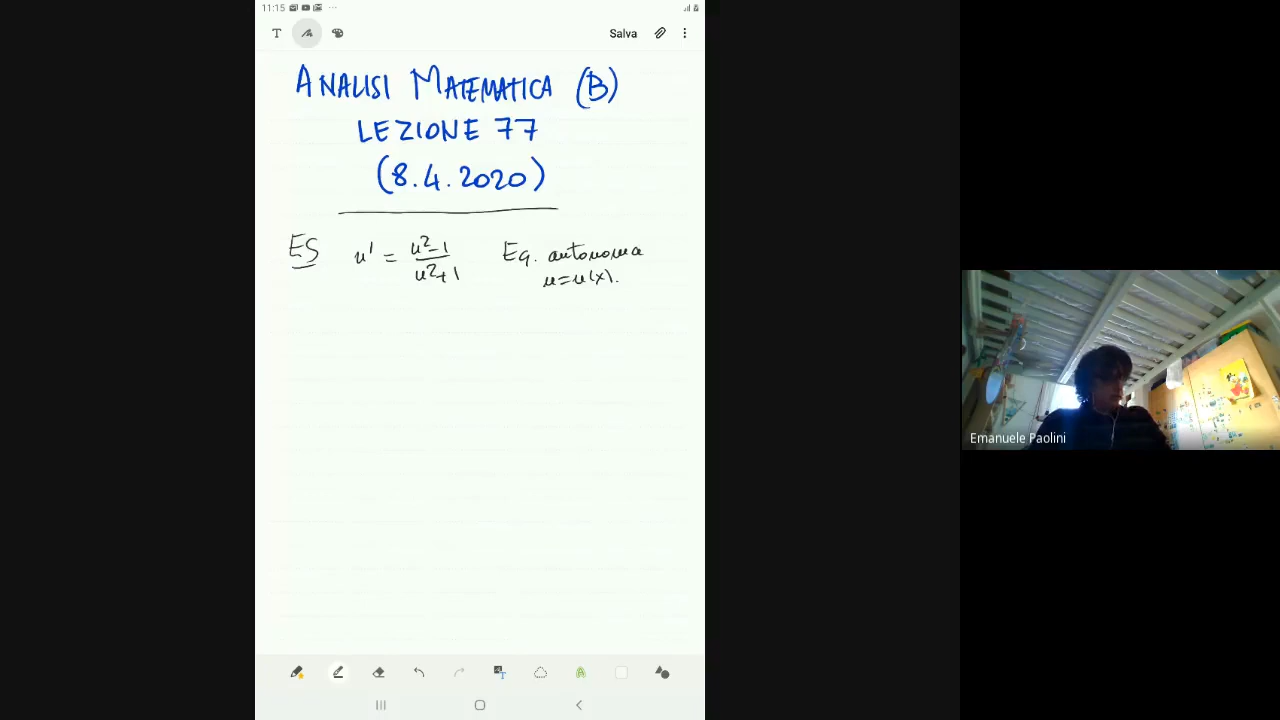 11:15
T
Salva
ANALISI MATEMATICA (B)
LEZIONE 77
(8.4.2020)
ES u' = u²-1 / u²+1 Eq. autonoma
u=u(x).
Emanuele Paolini